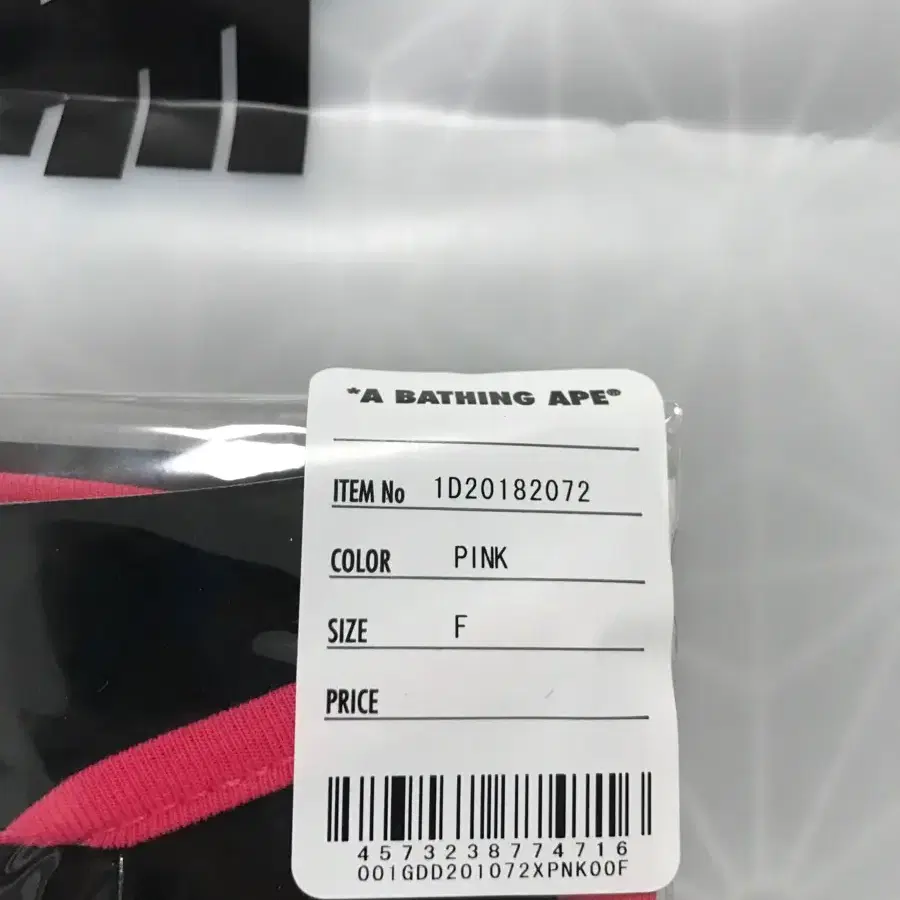 *A BATHING APE®
ITEM No 1D20182072
COLOR PINK
SIZE F
PRICE
4573238774716
001GDD201072XPNK00F